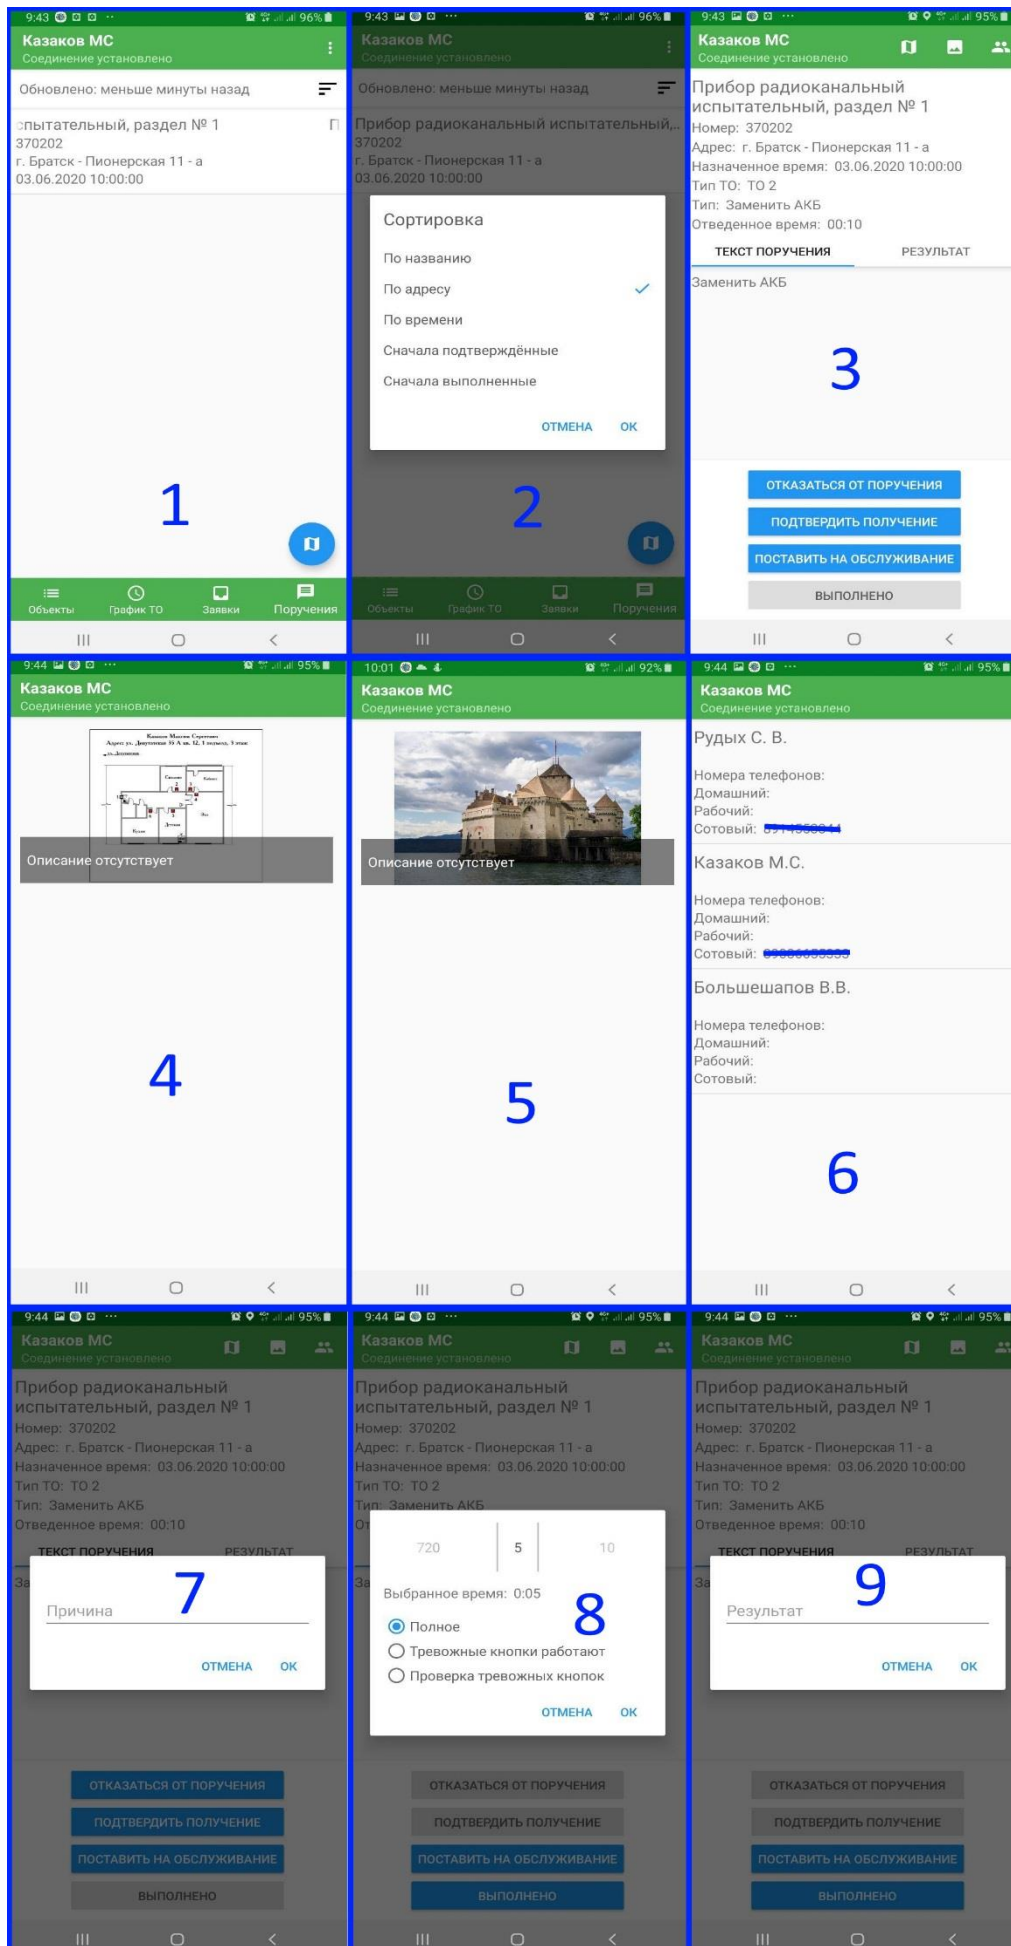 9:43 96%
Казаков МС
Соединение установлено
Обновлено: меньше минуты назад
спытательный, раздел № 1 П
370202
г. Братск - Пионерская 11 - а
03.06.2020 10:00:00
1
Объекты График ТО Заявки Поручения
9:43 96%
Казаков МС
Соединение установлено
Обновлено: меньше минуты назад
Прибор радиоканальный испытательный,..
370202
г. Братск - Пионерская 11 - а
03.06.2020 10:00:00
Сортировка
По названию
По адресу
По времени
Сначала подтверждённые
Сначала выполненные
ОТМЕНА ОК
2
Объекты График ТО Заявки Поручения
9:43 95%
Казаков МС
Соединение установлено
Прибор радиоканальный
испытательный, раздел № 1
Номер: 370202
Адрес: г. Братск - Пионерская 11 - а
Назначенное время: 03.06.2020 10:00:00
Тип ТО: ТО 2
Тип: Заменить АКБ
Отведенное время: 00:10
ТЕКСТ ПОРУЧЕНИЯ РЕЗУЛЬТАТ
Заменить АКБ
3
ОТКАЗАТЬСЯ ОТ ПОРУЧЕНИЯ
ПОДТВЕРДИТЬ ПОЛУЧЕНИЕ
ПОСТАВИТЬ НА ОБСЛУЖИВАНИЕ
ВЫПОЛНЕНО
9:44 95%
Казаков МС
Соединение установлено
Казаков Максим Сергеевич
Описание отсутствует
4
10:01 92%
Казаков МС
Соединение установлено
Описание отсутствует
5
9:44 95%
Казаков МС
Соединение установлено
Рудых С. В.
Номера телефонов:
Домашний:
Рабочий:
Сотовый:
Казаков М.С.
Номера телефонов:
Домашний:
Рабочий:
Сотовый:
Большешапов В.В.
Номера телефонов:
Домашний:
Рабочий:
Сотовый:
6
9:44 95%
Казаков МС
Соединение установлено
Прибор радиоканальный
испытательный, раздел № 1
Номер: 370202
Адрес: г. Братск - Пионерская 11 - а
Назначенное время: 03.06.2020 10:00:00
Тип ТО: ТО 2
Тип: Заменить АКБ
Отведенное время: 00:10
ТЕКСТ ПОРУЧЕНИЯ РЕЗУЛЬТАТ
За
7
Причина
ОТМЕНА ОК
ОТКАЗАТЬСЯ ОТ ПОРУЧЕНИЯ
ПОДТВЕРДИТЬ ПОЛУЧЕНИЕ
ПОСТАВИТЬ НА ОБСЛУЖИВАНИЕ
ВЫПОЛНЕНО
9:44 95%
Казаков МС
Соединение установлено
Прибор радиоканальный
испытательный, раздел № 1
Номер: 370202
Адрес: г. Братск - Пионерская 11 - а
Назначенное время: 03.06.2020 10:00:00
Тип ТО: ТО 2
Тип: Заменить АКБ
От
720 5 10
За
Выбранное время: 0:05
8
Полное
Тревожные кнопки работают
Проверка тревожных кнопок
ОТМЕНА ОК
ОТКАЗАТЬСЯ ОТ ПОРУЧЕНИЯ
ПОДТВЕРДИТЬ ПОЛУЧЕНИЕ
ПОСТАВИТЬ НА ОБСЛУЖИВАНИЕ
ВЫПОЛНЕНО
9:44 95%
Казаков МС
Соединение установлено
Прибор радиоканальный
испытательный, раздел № 1
Номер: 370202
Адрес: г. Братск - Пионерская 11 - а
Назначенное время: 03.06.2020 10:00:00
Тип ТО: ТО 2
Тип: Заменить АКБ
Отведенное время: 00:10
ТЕКСТ ПОРУЧЕНИЯ РЕЗУЛЬТАТ
За
9
Результат
ОТМЕНА ОК
ОТКАЗАТЬСЯ ОТ ПОРУЧЕНИЯ
ПОДТВЕРДИТЬ ПОЛУЧЕНИЕ
ПОСТАВИТЬ НА ОБСЛУЖИВАНИЕ
ВЫПОЛНЕНО